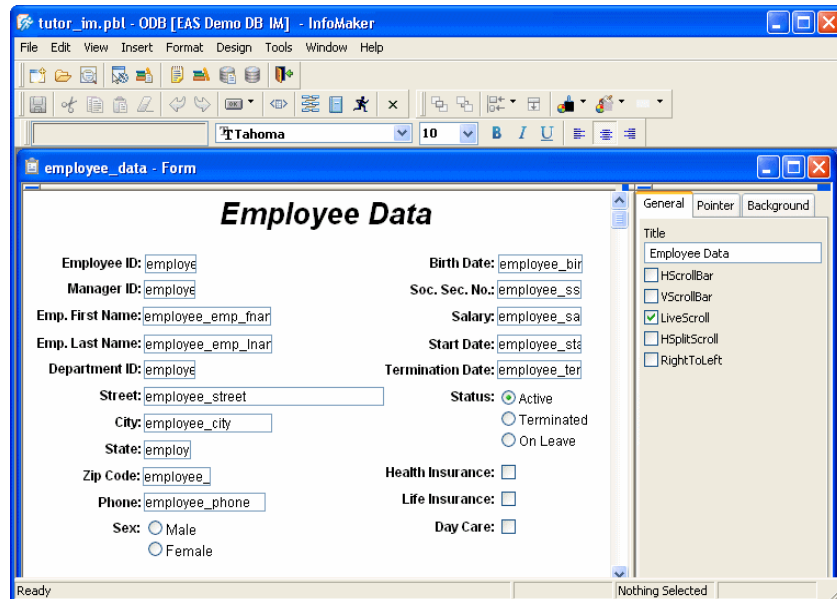 tutor_im.pbl - ODB [EAS Demo DB IM] - InfoMaker
File Edit View Insert Format Design Tools Window Help
Tahoma 10 B I U
employee_data - Form
Employee Data
Employee ID: employe
Manager ID: employe
Emp. First Name: employee_emp_fnar
Emp. Last Name: employee_emp_lnar
Department ID: employe
Street: employee_street
City: employee_city
State: employ
Zip Code: employee_
Phone: employee_phone
Sex: Male
Female
Birth Date: employee_bir
Soc. Sec. No.: employee_ss
Salary: employee_sa
Start Date: employee_sta
Termination Date: employee_ter
Status: Active
Terminated
On Leave
Health Insurance:
Life Insurance:
Day Care:
General Pointer Background
Title
Employee Data
HScrollBar
VScrollBar
LiveScroll
HSplitScroll
RightToLeft
Ready Nothing Selected